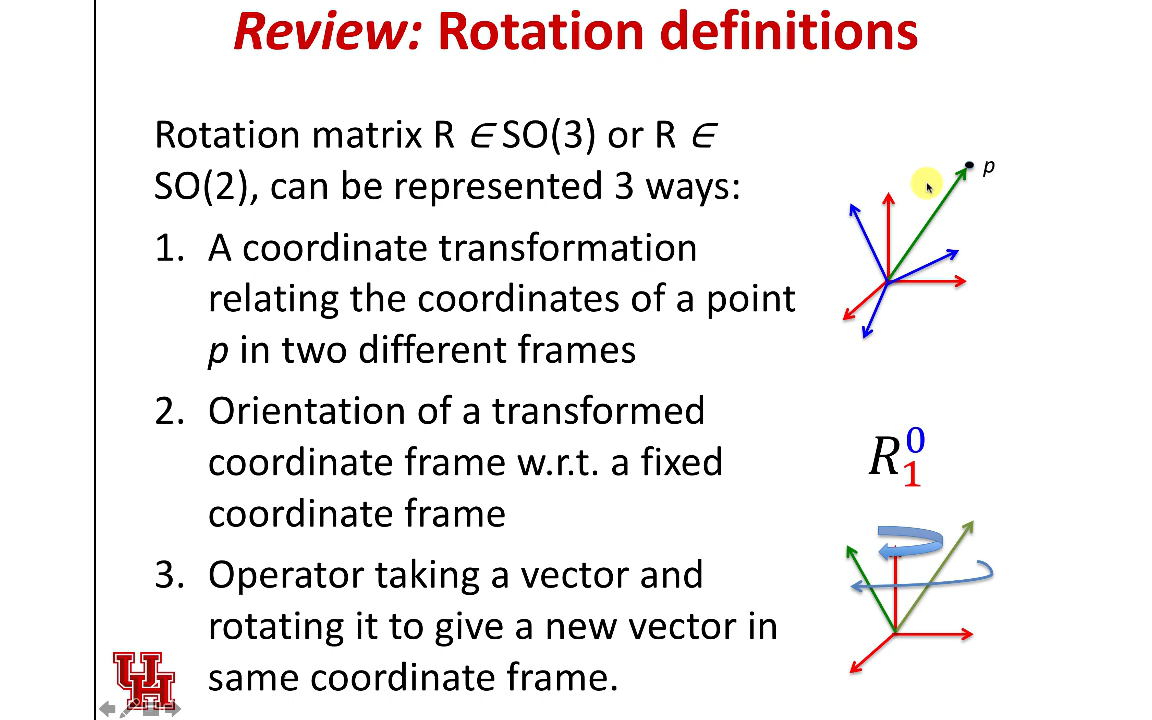 Review: Rotation definitions
Rotation matrix R ∈ SO(3) or R ∈
SO(2), can be represented 3 ways:
p
1. A coordinate transformation
relating the coordinates of a point
p in two different frames
2. Orientation of a transformed
coordinate frame w.r.t. a fixed
coordinate frame
R⁰₁
3. Operator taking a vector and
rotating it to give a new vector in
same coordinate frame.
UH